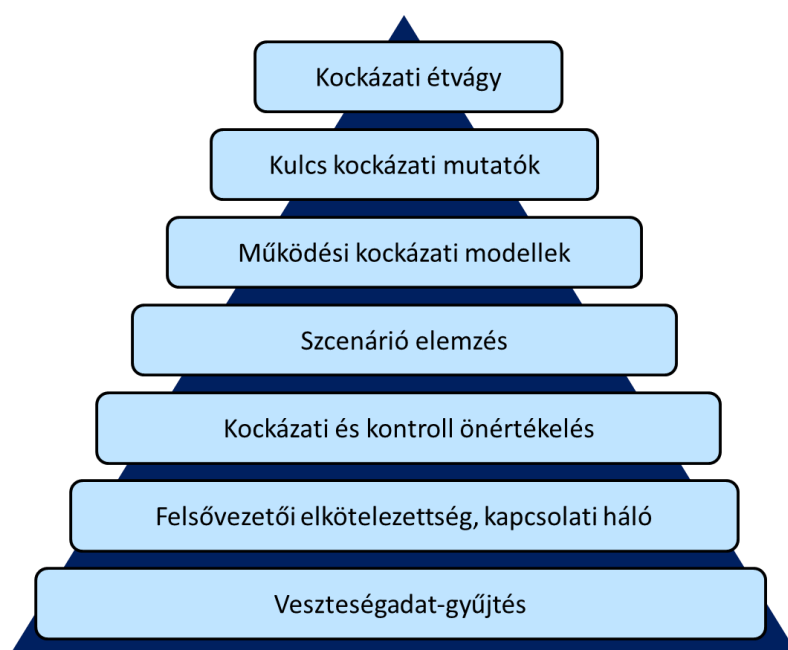 Kockázati étvágy
Kulcs kockázati mutatók
Működési kockázati modellek
Szcenárió elemzés
Kockázati és kontroll önértékelés
Felsővezetői elkötelezettség, kapcsolati háló
Veszteségadat-gyűjtés